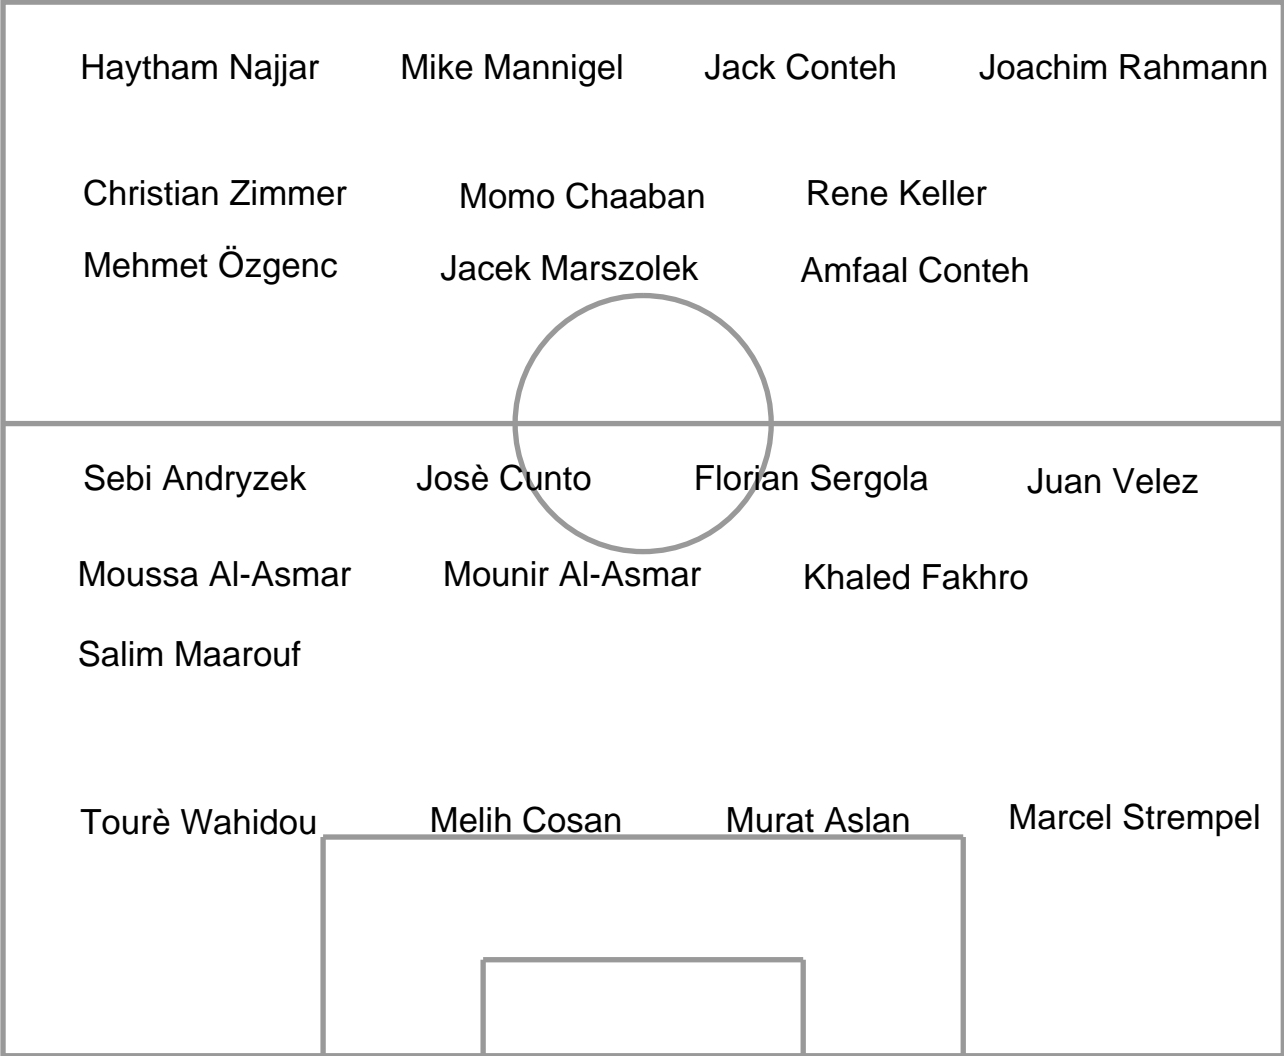 Haytham Najjar Mike Mannigel Jack Conteh Joachim Rahmann
Christian Zimmer Momo Chaaban Rene Keller
Mehmet Özgenc Jacek Marszolek Amfaal Conteh
Sebi Andryzek Josè Cunto Florian Sergola Juan Velez
Moussa Al-Asmar Mounir Al-Asmar Khaled Fakhro
Salim Maarouf
Tourè Wahidou Melih Cosan Murat Aslan Marcel Strempel